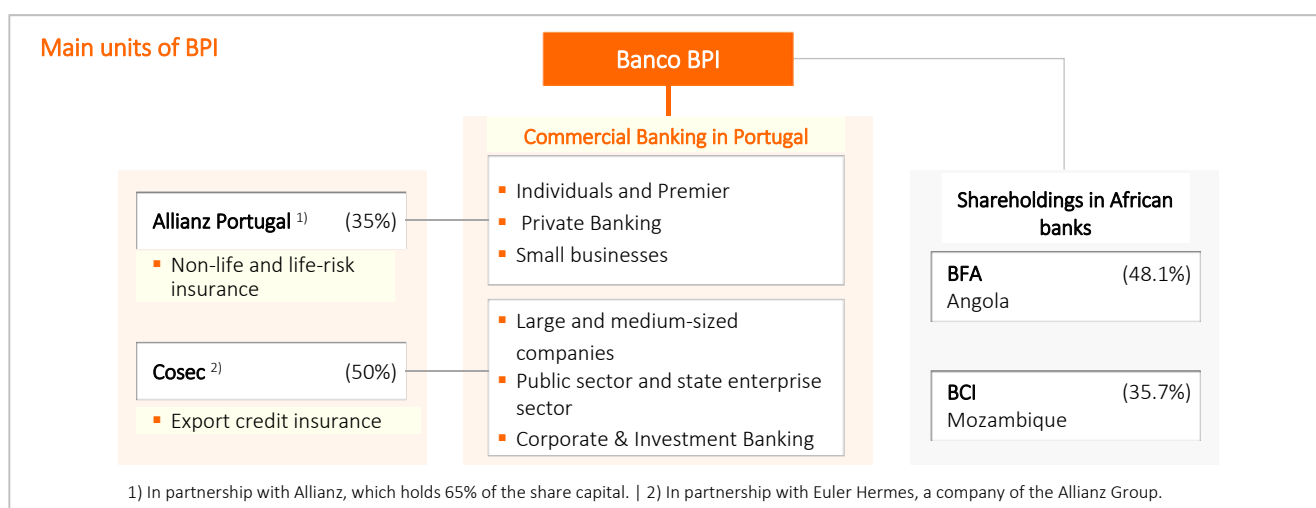 Main units of BPI
Banco BPI
Commercial Banking in Portugal
▪ Individuals and Premier
▪ Private Banking
▪ Small businesses
▪ Large and medium-sized
companies
▪ Public sector and state enterprise
sector
▪ Corporate & Investment Banking
Allianz Portugal 1) (35%)
▪ Non-life and life-risk
insurance
Cosec 2) (50%)
▪ Export credit insurance
Shareholdings in African
banks
BFA (48.1%)
Angola
BCI (35.7%)
Mozambique
1) In partnership with Allianz, which holds 65% of the share capital. | 2) In partnership with Euler Hermes, a company of the Allianz Group.